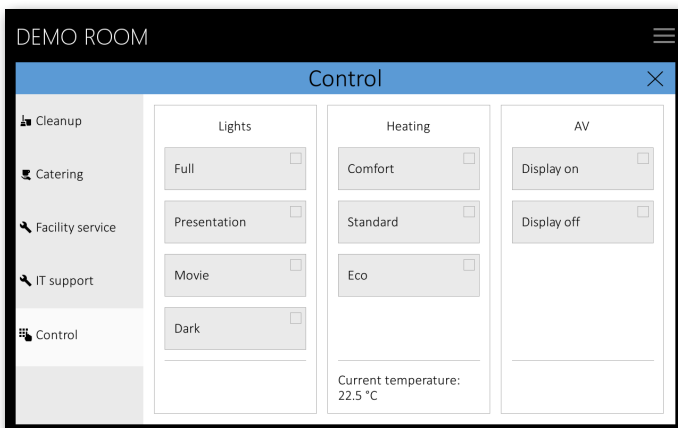 DEMO ROOM
Control
Cleanup
Catering
Facility service
IT support
Control
Lights
Full
Presentation
Movie
Dark
Heating
Comfort
Standard
Eco
Current temperature:
22.5 °C
AV
Display on
Display off